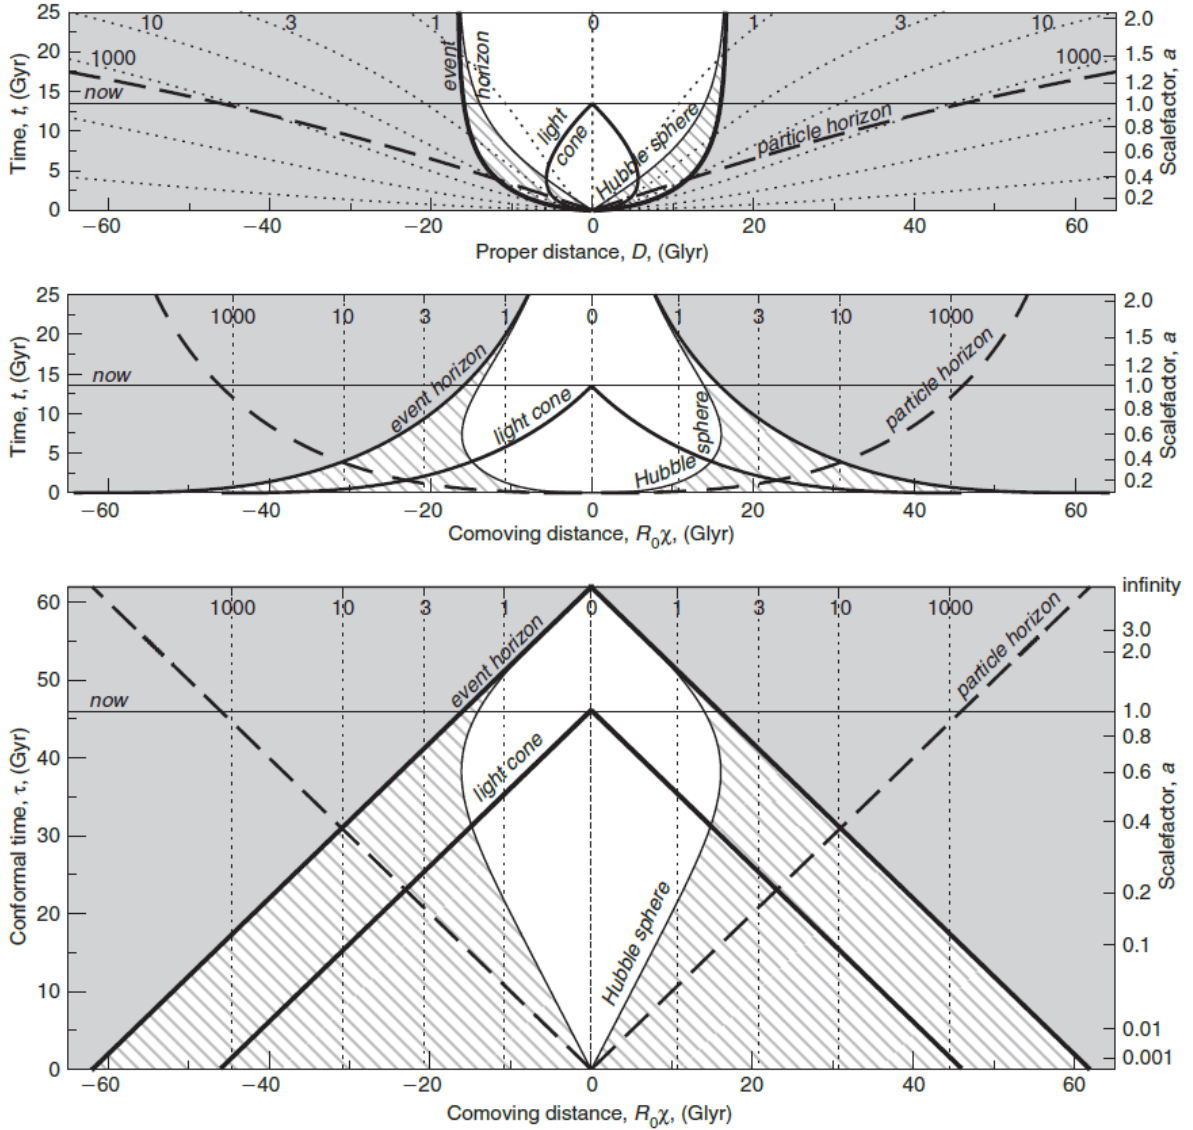 25
20
15
10
5
0
Time, t, (Gyr)
10 3 1 0 1 3 10
1000 1000
now
event
horizon
light
cone
Hubble sphere
particle horizon
2.0
1.5
1.2
1.0
0.8
0.6
0.4
0.2
Scalefactor, a
−60 −40 −20 0 20 40 60
Proper distance, D, (Glyr)
25
20
15
10
5
0
Time, t, (Gyr)
1000 10 3 1 0 1 3 10 1000
now
event horizon
light cone
Hubble sphere
particle horizon
2.0
1.5
1.2
1.0
0.8
0.6
0.4
0.2
Scalefactor, a
−60 −40 −20 0 20 40 60
Comoving distance, R0χ, (Glyr)
60
50
40
30
20
10
0
Conformal time, τ, (Gyr)
1000 10 3 1 0 1 3 10 1000
now
event horizon
light cone
Hubble sphere
particle horizon
infinity
3.0
2.0
1.0
0.8
0.6
0.4
0.2
0.1
0.01
0.001
Scalefactor, a
−60 −40 −20 0 20 40 60
Comoving distance, R0χ, (Glyr)